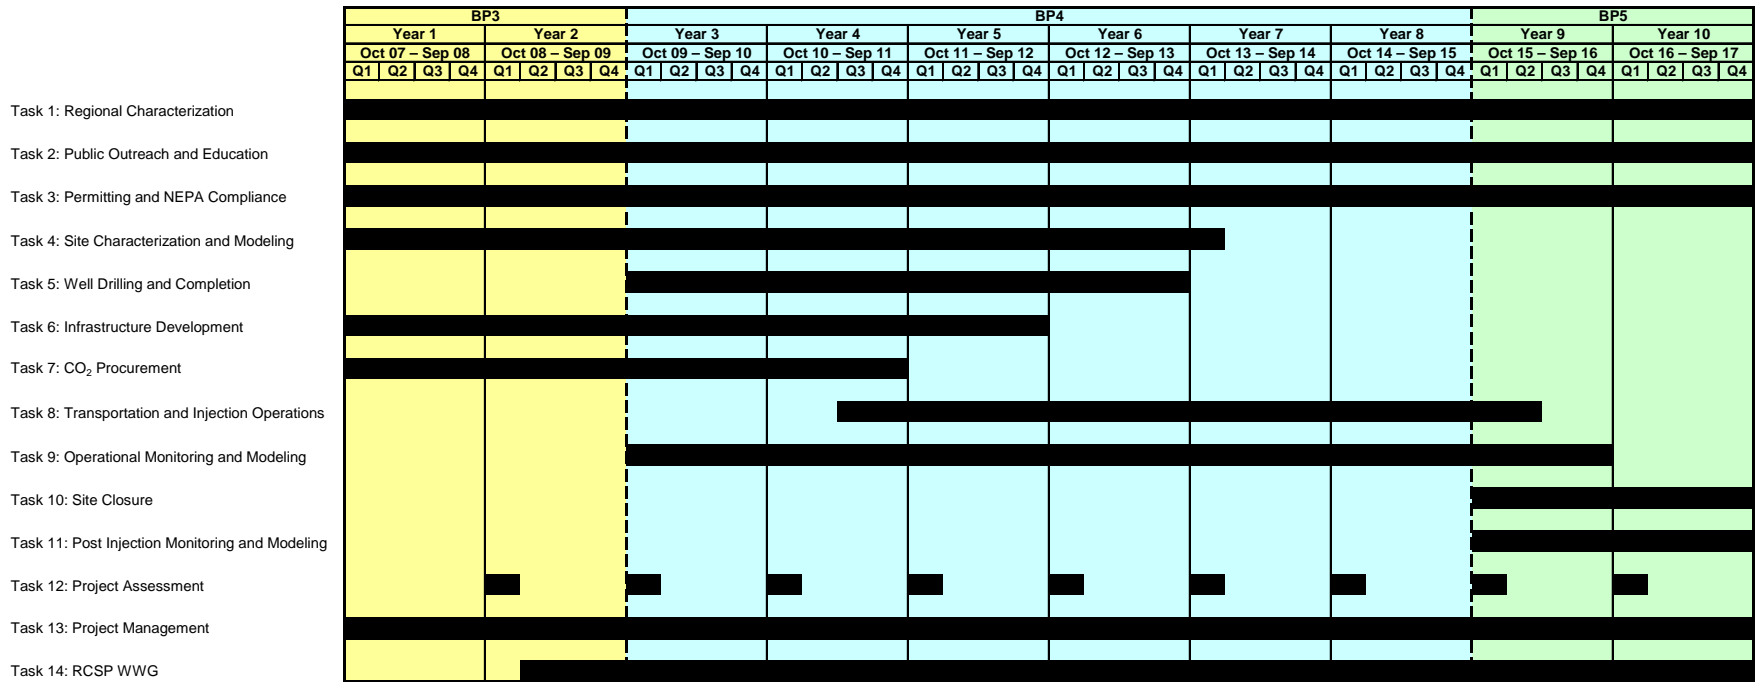 BP3 BP4 BP5
Year 1 Year 2 Year 3 Year 4 Year 5 Year 6 Year 7 Year 8 Year 9 Year 10
Oct 07 – Sep 08 Oct 08 – Sep 09 Oct 09 – Sep 10 Oct 10 – Sep 11 Oct 11 – Sep 12 Oct 12 – Sep 13 Oct 13 – Sep 14 Oct 14 – Sep 15 Oct 15 – Sep 16 Oct 16 – Sep 17
Q1 Q2 Q3 Q4 Q1 Q2 Q3 Q4 Q1 Q2 Q3 Q4 Q1 Q2 Q3 Q4 Q1 Q2 Q3 Q4 Q1 Q2 Q3 Q4 Q1 Q2 Q3 Q4 Q1 Q2 Q3 Q4 Q1 Q2 Q3 Q4 Q1 Q2 Q3 Q4
Task 1: Regional Characterization
Task 2: Public Outreach and Education
Task 3: Permitting and NEPA Compliance
Task 4: Site Characterization and Modeling
Task 5: Well Drilling and Completion
Task 6: Infrastructure Development
Task 7: CO₂ Procurement
Task 8: Transportation and Injection Operations
Task 9: Operational Monitoring and Modeling
Task 10: Site Closure
Task 11: Post Injection Monitoring and Modeling
Task 12: Project Assessment
Task 13: Project Management
Task 14: RCSP WWG